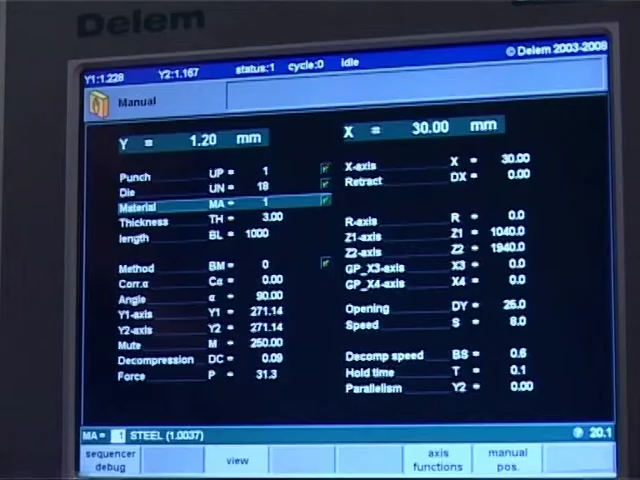 Delem
Y1:1.228 Y2:1.167 status:1 cycle:0 idle © Delem 2003-2008
Manual
Y = 1.20 mm
X = 30.00 mm
Punch UP = 1
Die UN = 18
Material MA = 1
Thickness TH = 3.00
length BL = 1000
Method BM = 0
Corr.α Cα = 0.00
Angle α = 90.00
Y1-axis Y1 = 271.14
Y2-axis Y2 = 271.14
Mute M = 250.00
Decompression DC = 0.09
Force P = 31.3
X-axis X = 30.00
Retract DX = 0.00
R-axis R = 0.0
Z1-axis Z1 = 1040.0
Z2-axis Z2 = 1940.0
GP_X3-axis X3 = 0.0
GP_X4-axis X4 = 0.0
Opening DY = 25.0
Speed S = 8.0
Decomp speed BS = 0.6
Hold time T = 0.1
Parallelism Y2 = 0.00
MA = 1 STEEL (1.0037) 20.1
sequencer debug
view
axis functions
manual pos.